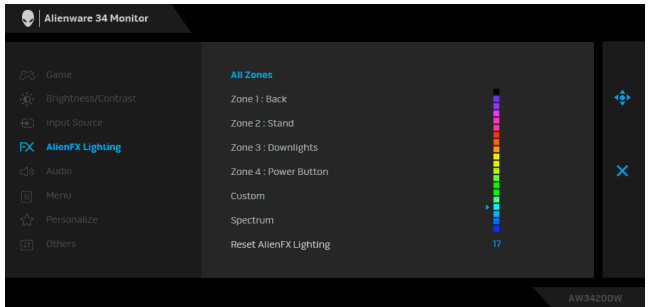 Alienware 34 Monitor
Game
Brightness/Contrast
Input Source
FX AlienFX Lighting
Audio
Menu
Personalize
Others
All Zones
Zone 1 : Back
Zone 2 : Stand
Zone 3 : Downlights
Zone 4 : Power Button
Custom
Spectrum
Reset AlienFX Lighting
17
AW3420DW